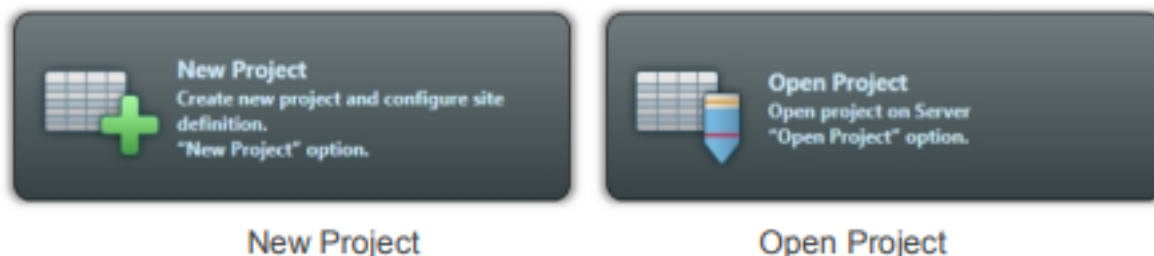 New Project
Create new project and configure site
definition.
"New Project" option.
Open Project
Open project on Server
"Open Project" option.
New Project
Open Project